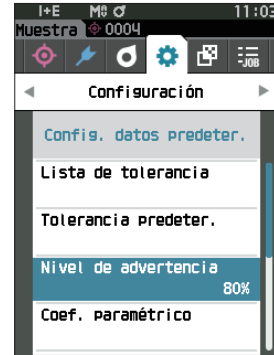 I+E M0 11:03
Muestra 0004
JOB
Configuración
Config. datos predeter.
Lista de tolerancia
Tolerancia predeter.
Nivel de advertencia
80%
Coef. paramétrico